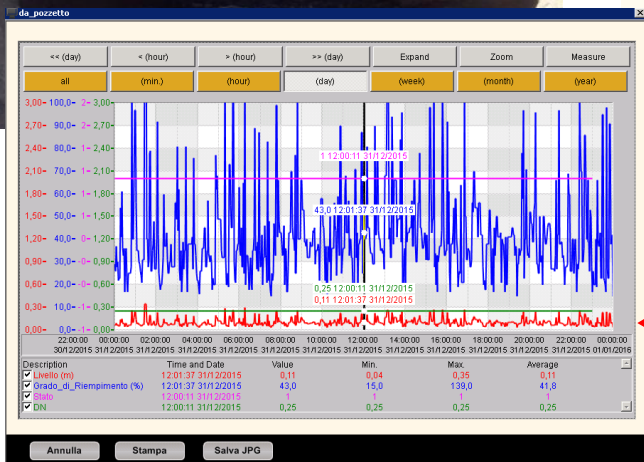 da_pozzetto
<< (day) < (hour) > (hour) >> (day) Expand Zoom Measure
all (min.) (hour) (day) (week) (month) (year)
3,00- 100,0- 2- 3,00-
2,70- 90,0- 2- 2,70-
2,40- 80,0- 1- 2,40-
2,10- 70,0- 1- 2,10-
1,80- 60,0- 1- 1,80-
1,50- 50,0- 1- 1,50-
1,20- 40,0- -0- 1,20-
0,90- 30,0- -0- 0,90-
0,60- 20,0- -0- 0,60-
0,30- 10,0- -1- 0,30-
0,00- 0,0- -1- 0,00-
1 12:00:11 31/12/2015
43,0 12:01:37 31/12/2015
0,25 12:00:11 31/12/2015
0,11 12:01:37 31/12/2015
22:00:00 00:00:00 02:00:00 04:00:00 06:00:00 08:00:00 10:00:00 12:00:00 14:00:00 16:00:00 18:00:00 20:00:00 22:00:00 00:00:00
30/12/2015 31/12/2015 31/12/2015 31/12/2015 31/12/2015 31/12/2015 31/12/2015 31/12/2015 31/12/2015 31/12/2015 31/12/2015 31/12/2015 31/12/2015 01/01/2016
Description Time and Date Value Min. Max. Average
Livello (m) 12:01:37 31/12/2015 0,11 0,04 0,35 0,11
Grado_di_Riempimento (%) 12:01:37 31/12/2015 43,0 15,0 139,0 41,8
Stato 12:00:11 31/12/2015 1 1 1 1
DN 12:00:11 31/12/2015 0,25 0,25 0,25 0,25
Annulla Stampa Salva JPG